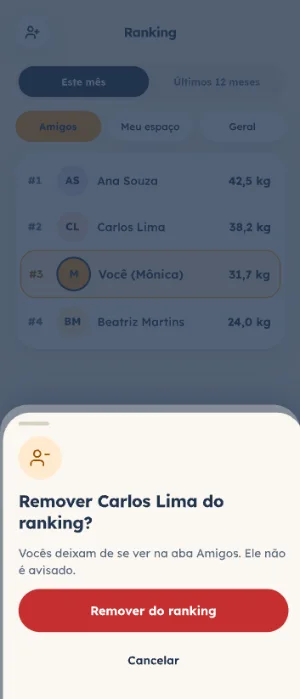 Ranking
Este mês
Últimos 12 meses
Amigos
Meu espaço
Geral
#1 AS Ana Souza 42,5 kg
#2 CL Carlos Lima 38,2 kg
#3 M Você (Mônica) 31,7 kg
#4 BM Beatriz Martins 24,0 kg
Remover Carlos Lima do
ranking?
Vocês deixam de se ver na aba Amigos. Ele não
é avisado.
Remover do ranking
Cancelar